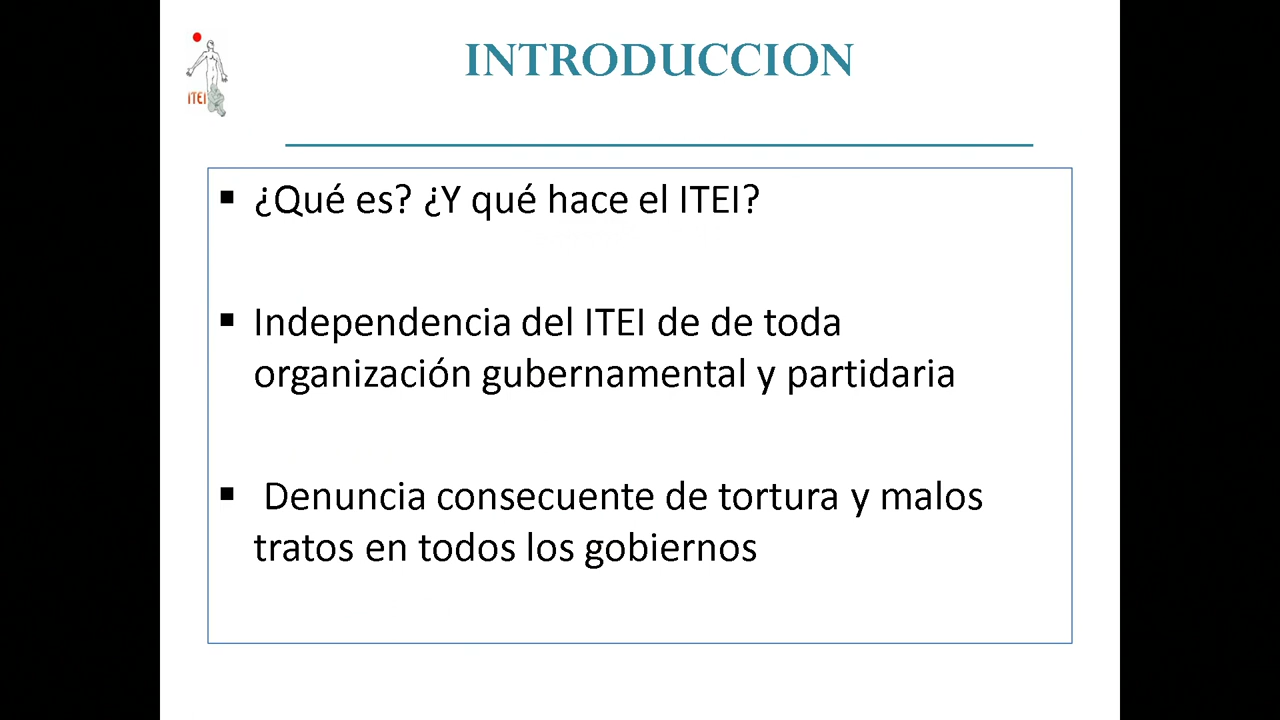 INTRODUCCION
ITEI
¿Qué es? ¿Y qué hace el ITEI?
Independencia del ITEI de de toda
organización gubernamental y partidaria
Denuncia consecuente de tortura y malos
tratos en todos los gobiernos